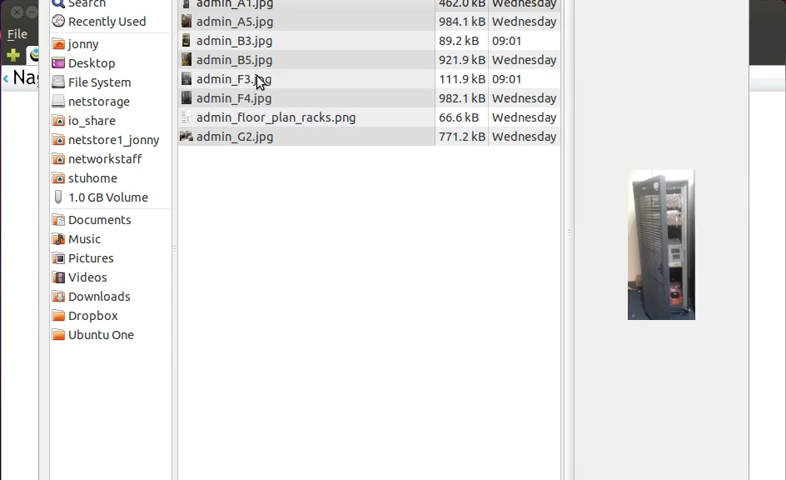 Search
Recently Used
File
< Nag
jonny
Desktop
File System
netstorage
io_share
netstore1_jonny
networkstaff
stuhome
1.0 GB Volume
Documents
Music
Pictures
Videos
Downloads
Dropbox
Ubuntu One
admin_A1.jpg 462.0 kB Wednesday
admin_A5.jpg 984.1 kB Wednesday
admin_B3.jpg 89.2 kB 09:01
admin_B5.jpg 921.9 kB Wednesday
admin_F3.jpg 111.9 kB 09:01
admin_F4.jpg 982.1 kB Wednesday
admin_floor_plan_racks.png 66.6 kB Wednesday
admin_G2.jpg 771.2 kB Wednesday